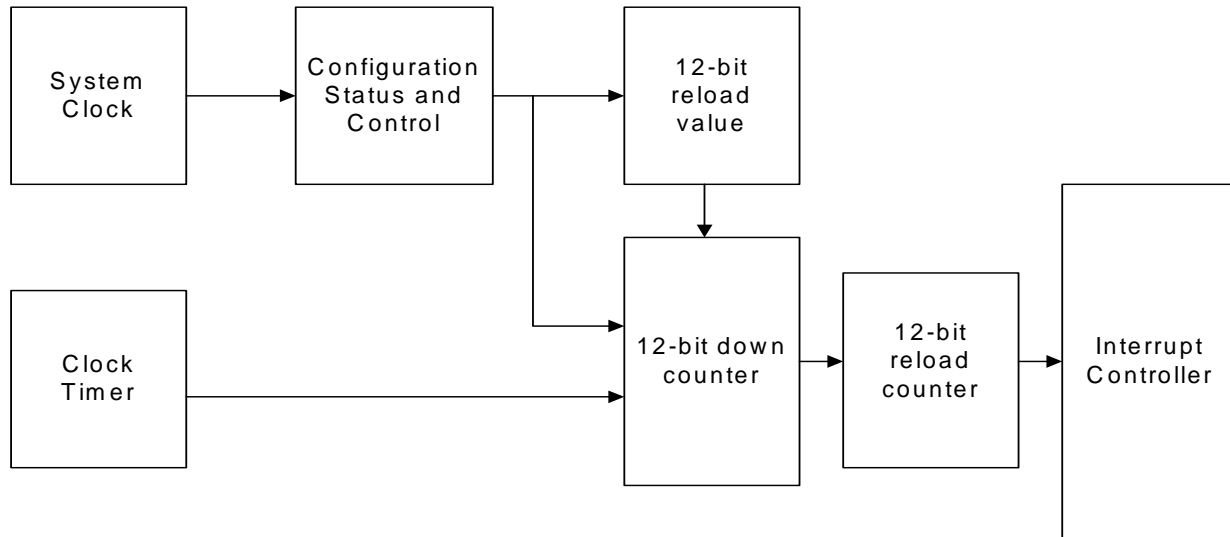 System
Clock
Configuration
Status and
Control
12-bit
reload
value
Clock
Timer
12-bit down
counter
12-bit
reload
counter
Interrupt
Controller